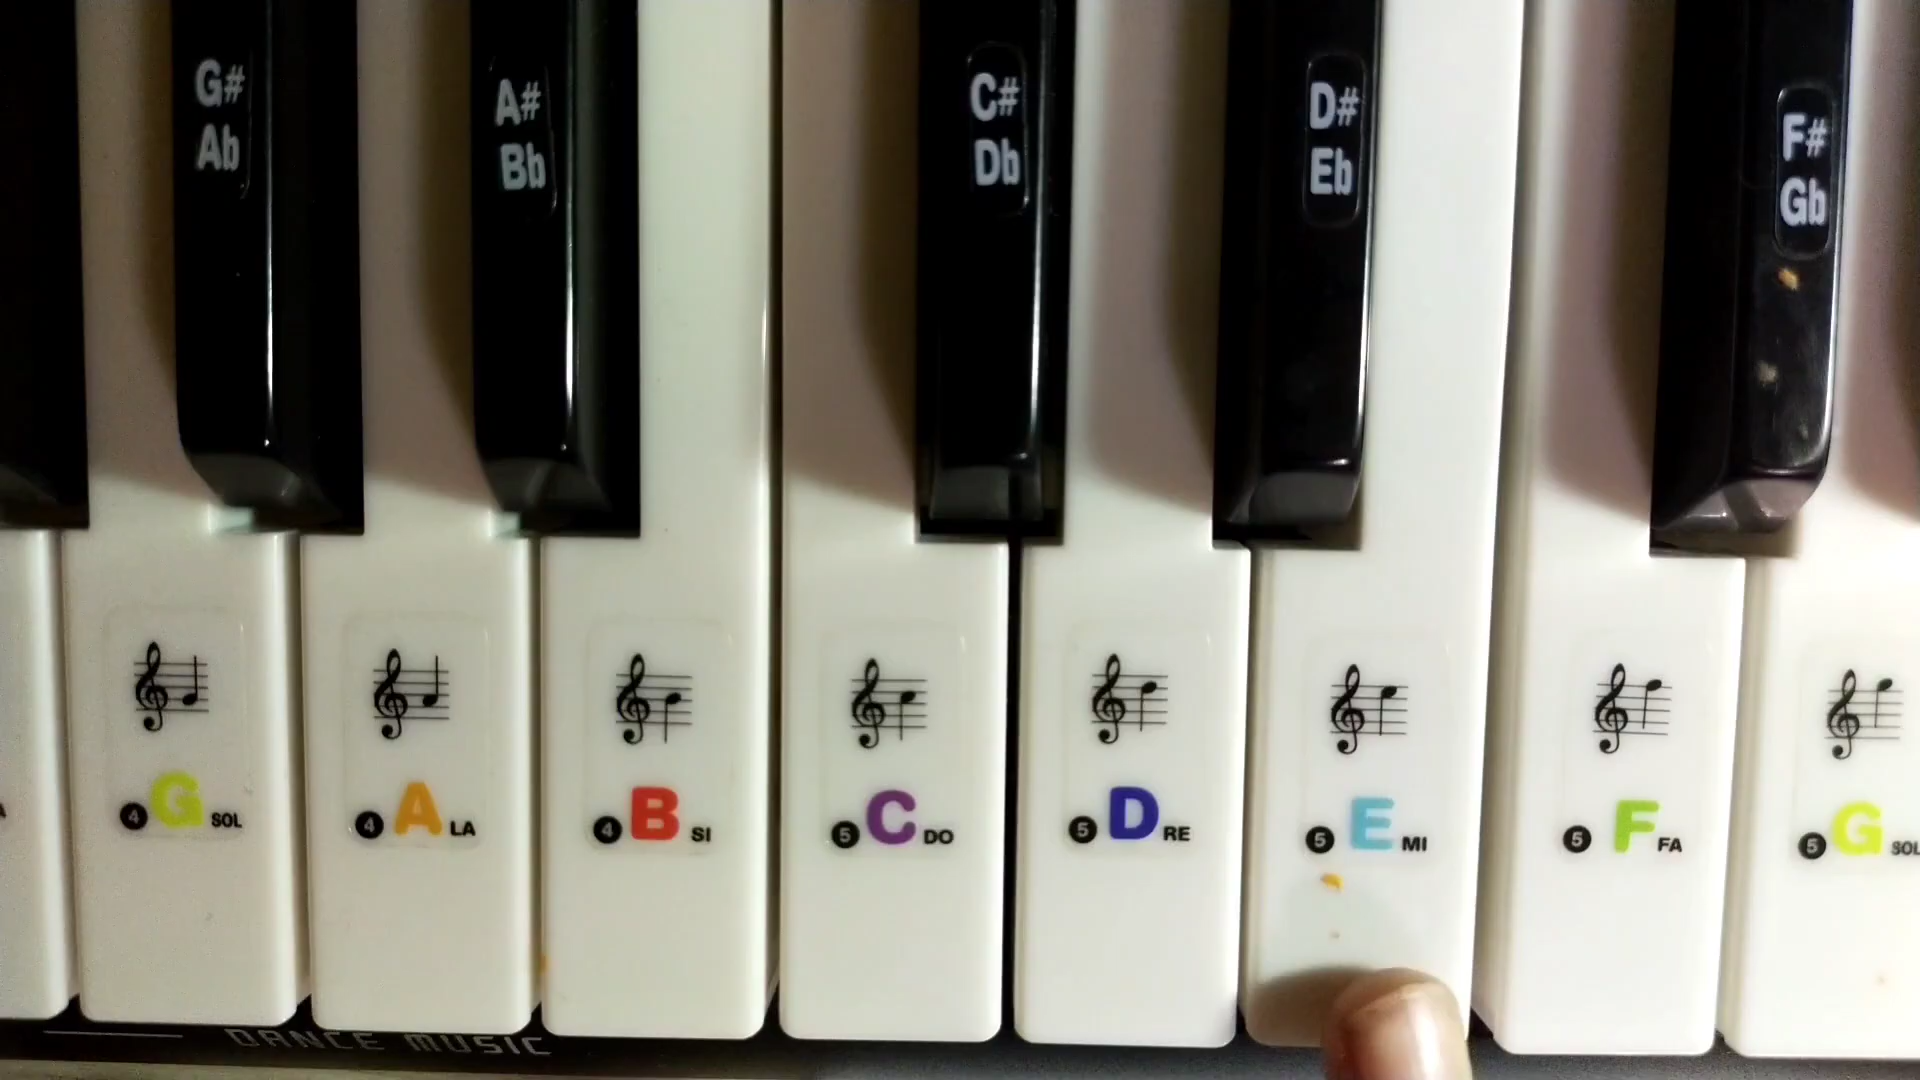 G#
Ab
A#
Bb
C#
Db
D#
Eb
F#
Gb
4 G SOL
4 A LA
4 B SI
5 C DO
5 D RE
5 E MI
5 F FA
5 G SOL
DANCE MUSIC